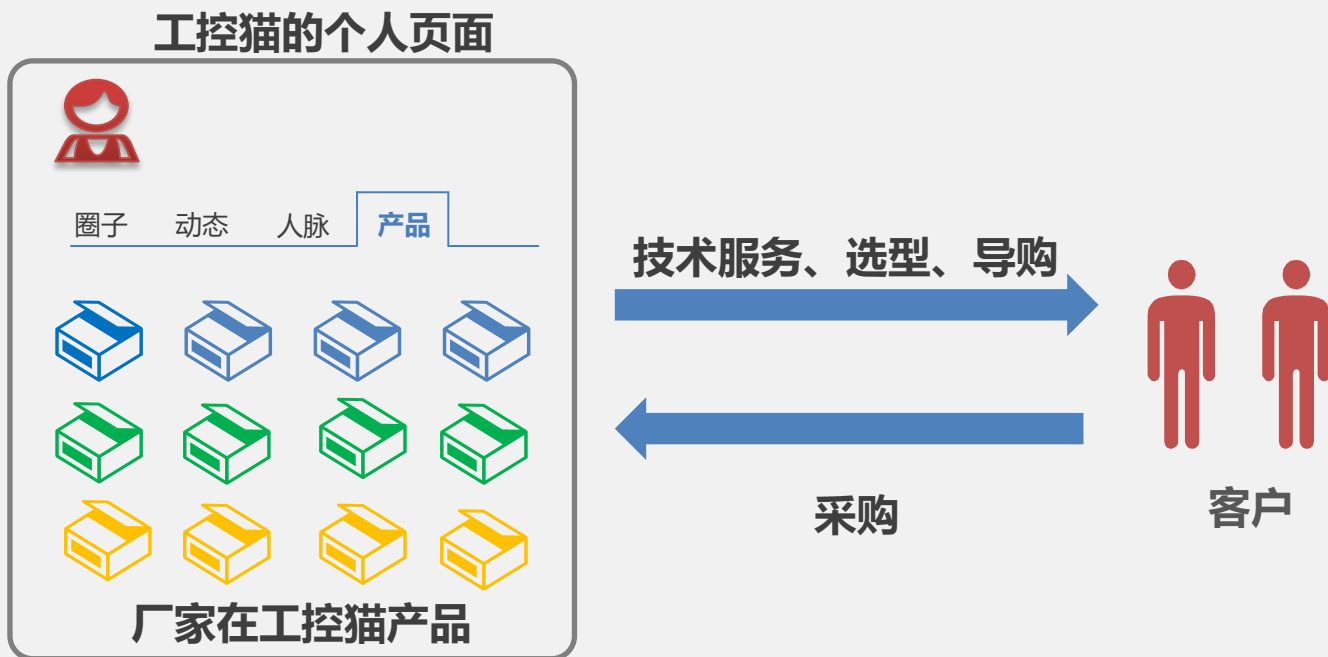 工控猫的个人页面
圈子 动态 人脉 产品
技术服务、选型、导购
采购
客户
厂家在工控猫产品